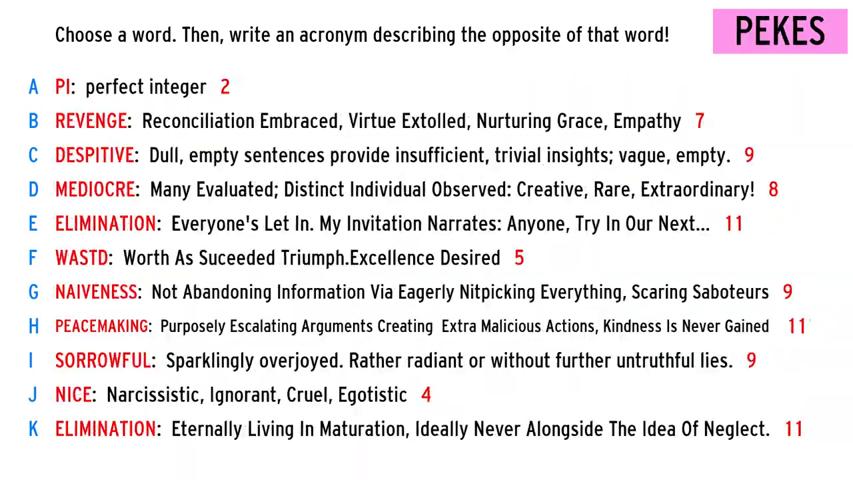 Choose a word. Then, write an acronym describing the opposite of that word!
PEKES
A PI: perfect integer 2
B REVENGE: Reconciliation Embraced, Virtue Extolled, Nurturing Grace, Empathy 7
C DESPITIVE: Dull, empty sentences provide insufficient, trivial insights; vague, empty. 9
D MEDIOCRE: Many Evaluated; Distinct Individual Observed: Creative, Rare, Extraordinary! 8
E ELIMINATION: Everyone's Let In. My Invitation Narrates: Anyone, Try In Our Next... 11
F WASTD: Worth As Suceeded Triumph.Excellence Desired 5
G NAIVENESS: Not Abandoning Information Via Eagerly Nitpicking Everything, Scaring Saboteurs 9
H PEACEMAKING: Purposely Escalating Arguments Creating Extra Malicious Actions, Kindness Is Never Gained 11
I SORROWFUL: Sparklingly overjoyed. Rather radiant or without further untruthful lies. 9
J NICE: Narcissistic, Ignorant, Cruel, Egotistic 4
K ELIMINATION: Eternally Living In Maturation, Ideally Never Alongside The Idea Of Neglect. 11